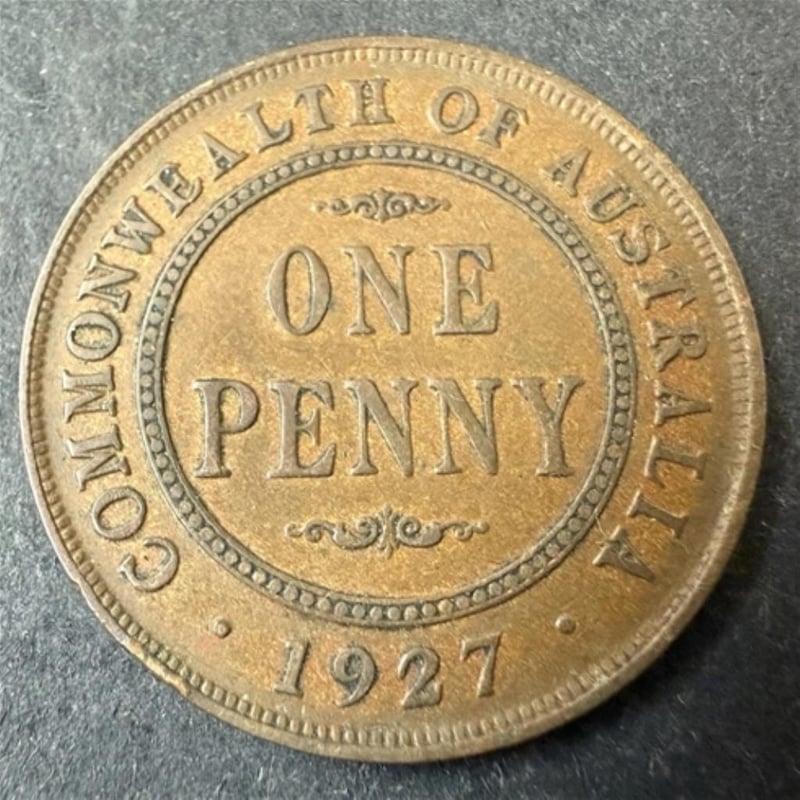 COMMONWEALTH OF AUSTRALIA
ONE
PENNY
· 1927 ·